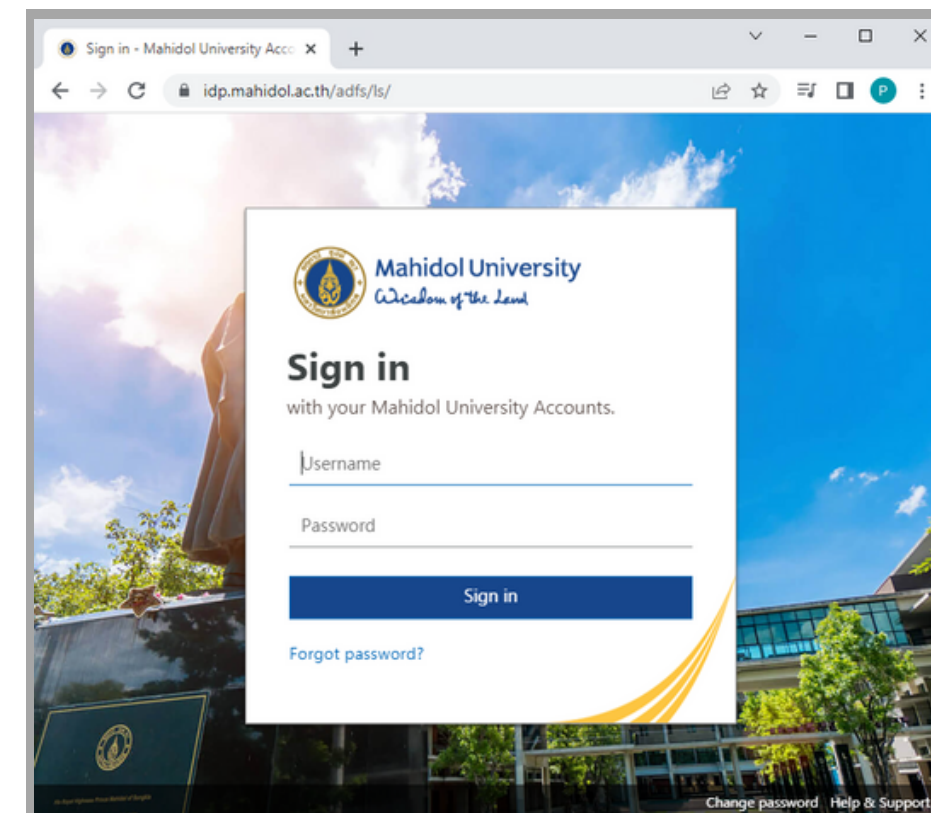 Sign in - Mahidol University Acco
idp.mahidol.ac.th/adfs/ls/
P
Mahidol University
Wisdom of the Land
Sign in
with your Mahidol University Accounts.
Username
Password
Sign in
Forgot password?
Change password Help & Support